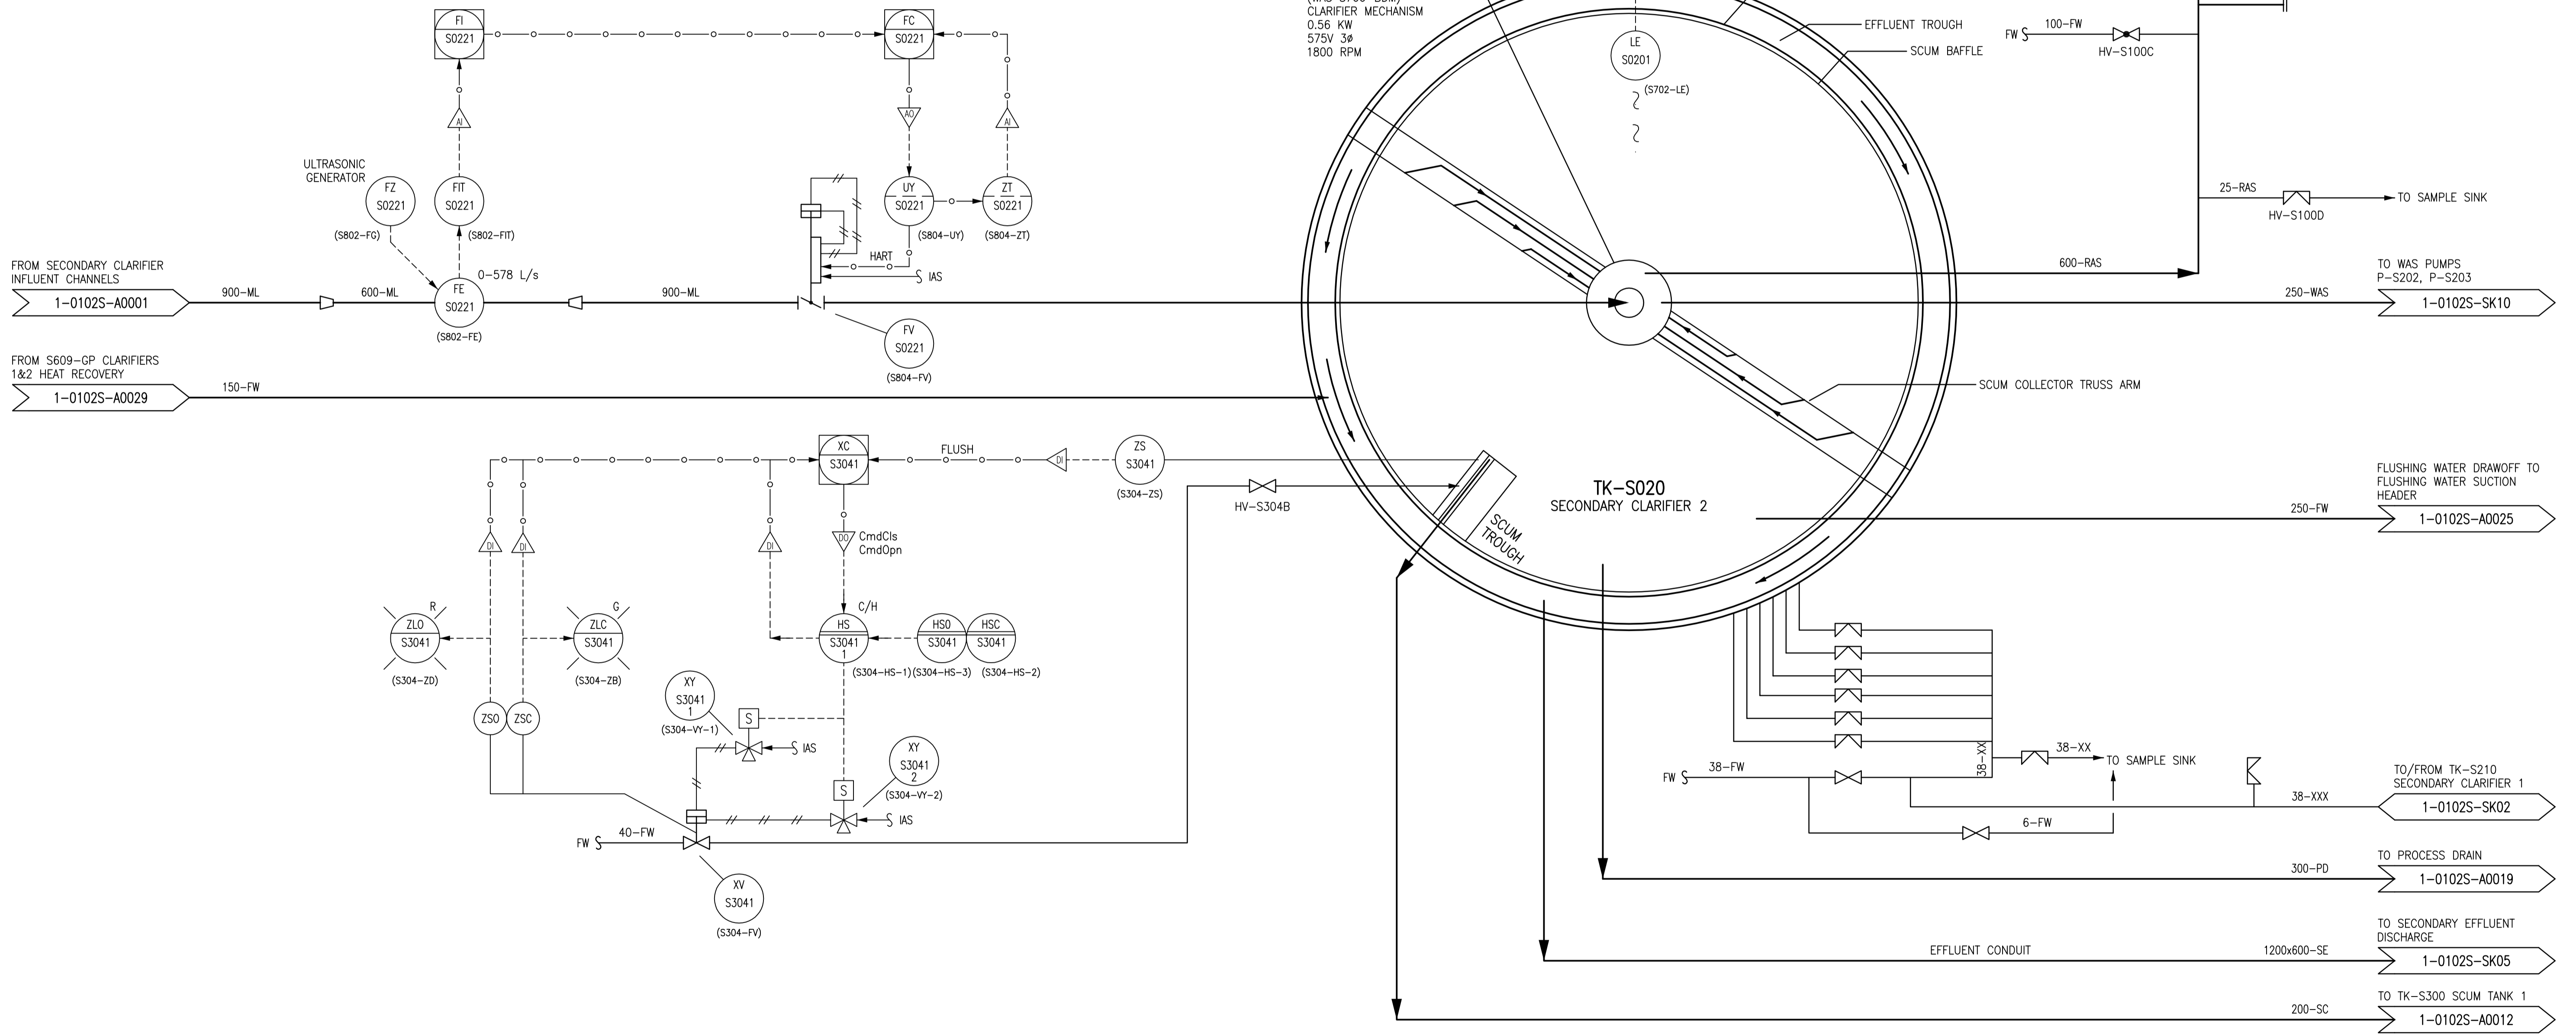 (WAS S700-BDM)
CLARIFIER MECHANISM
0.56 KW
575V 3ø
1800 RPM
FI
S0221
FC
S0221
AI
AO
AI
ULTRASONIC
GENERATOR
FZ
S0221
(S802-FG)
FIT
S0221
(S802-FIT)
UY
S0221
(S804-UY)
ZT
S0221
(S804-ZT)
HART
IAS
FROM SECONDARY CLARIFIER
INFLUENT CHANNELS
1-0102S-A0001
900-ML
600-ML
FE
S0221
(S802-FE)
0-578 L/s
900-ML
FV
S0221
(S804-FV)
FROM S609-GP CLARIFIERS
1&2 HEAT RECOVERY
1-0102S-A0029
150-FW
LE
S0201
(S702-LE)
EFFLUENT TROUGH
SCUM BAFFLE
FW
100-FW
HV-S100C
25-RAS
HV-S100D
TO SAMPLE SINK
600-RAS
TO WAS PUMPS
P-S202, P-S203
250-WAS
1-0102S-SK10
SCUM COLLECTOR TRUSS ARM
TK-S020
SECONDARY CLARIFIER 2
SCUM
TROUGH
FLUSHING WATER DRAWOFF TO
FLUSHING WATER SUCTION
HEADER
250-FW
1-0102S-A0025
XC
S3041
FLUSH
DI
ZS
S3041
(S304-ZS)
HV-S304B
DI
DI
DI
DO
CmdCls
CmdOpn
R
ZLO
S3041
(S304-ZD)
G
ZLC
S3041
(S304-ZB)
C/H
HS
S3041
1
(S304-HS-1)
HSO
S3041
(S304-HS-3)
HSC
S3041
(S304-HS-2)
ZSO
ZSC
XY
S3041
1
(S304-VY-1)
S
IAS
XY
S3041
2
(S304-VY-2)
S
IAS
FW
40-FW
XV
S3041
(S304-FV)
38-XX
38-XX
TO SAMPLE SINK
FW
38-FW
6-FW
TO/FROM TK-S210
SECONDARY CLARIFIER 1
38-XXX
1-0102S-SK02
TO PROCESS DRAIN
300-PD
1-0102S-A0019
TO SECONDARY EFFLUENT
DISCHARGE
EFFLUENT CONDUIT
1200x600-SE
1-0102S-SK05
TO TK-S300 SCUM TANK 1
200-SC
1-0102S-A0012